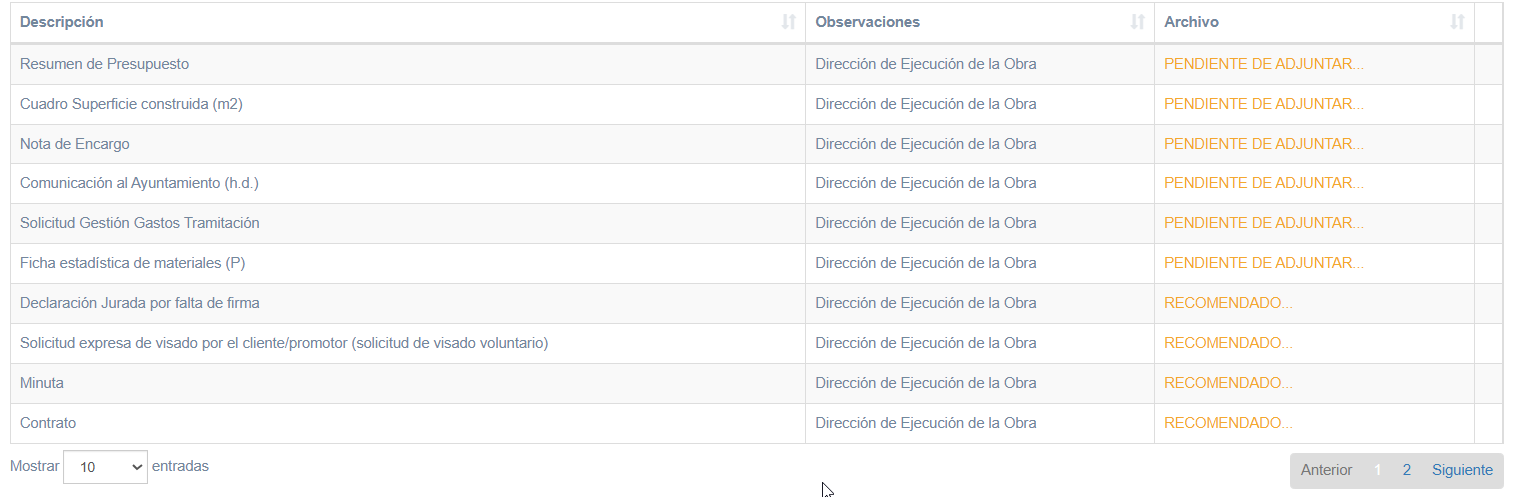 Descripción Observaciones Archivo
Resumen de Presupuesto Dirección de Ejecución de la Obra PENDIENTE DE ADJUNTAR...
Cuadro Superficie construida (m2) Dirección de Ejecución de la Obra PENDIENTE DE ADJUNTAR...
Nota de Encargo Dirección de Ejecución de la Obra PENDIENTE DE ADJUNTAR...
Comunicación al Ayuntamiento (h.d.) Dirección de Ejecución de la Obra PENDIENTE DE ADJUNTAR...
Solicitud Gestión Gastos Tramitación Dirección de Ejecución de la Obra PENDIENTE DE ADJUNTAR...
Ficha estadística de materiales (P) Dirección de Ejecución de la Obra PENDIENTE DE ADJUNTAR...
Declaración Jurada por falta de firma Dirección de Ejecución de la Obra RECOMENDADO...
Solicitud expresa de visado por el cliente/promotor (solicitud de visado voluntario) Dirección de Ejecución de la Obra RECOMENDADO...
Minuta Dirección de Ejecución de la Obra RECOMENDADO...
Contrato Dirección de Ejecución de la Obra RECOMENDADO...
Mostrar 10 entradas Anterior 1 2 Siguiente